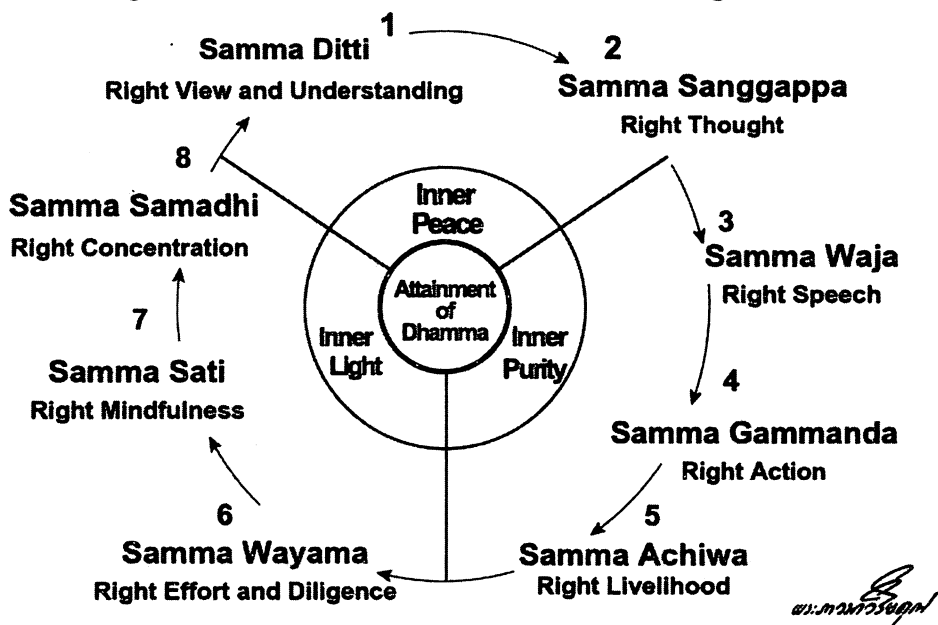 1
Samma Ditti
Right View and Understanding
2
Samma Sanggappa
Right Thought
3
Samma Waja
Right Speech
4
Samma Gammanda
Right Action
5
Samma Achiwa
Right Livelihood
6
Samma Wayama
Right Effort and Diligence
7
Samma Sati
Right Mindfulness
8
Samma Samadhi
Right Concentration
Inner
Peace
Attainment
of
Dhamma
Inner
Light
Inner
Purity